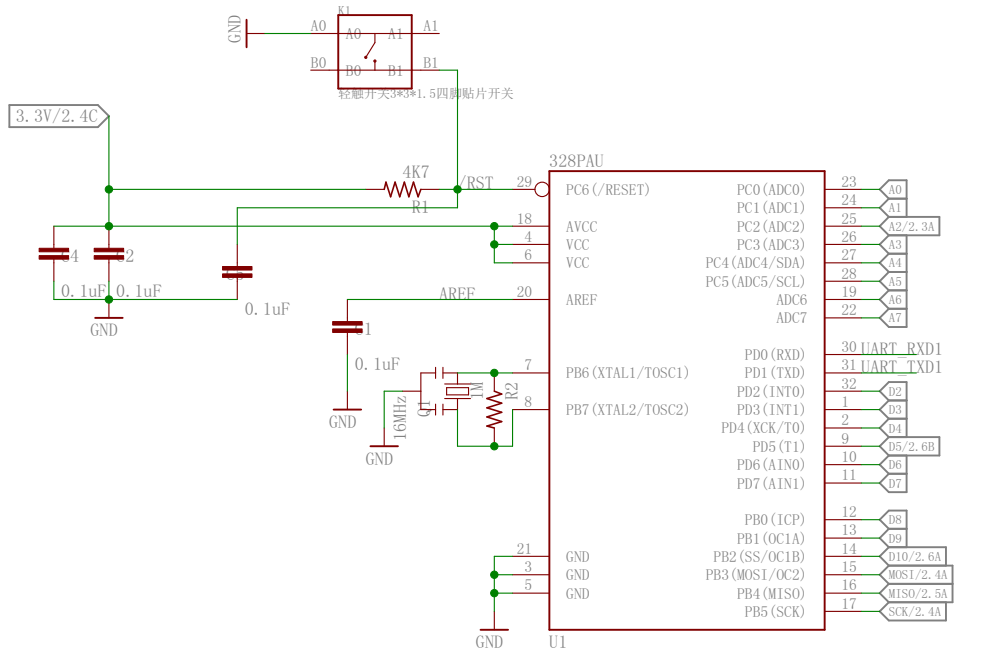 K1
GND
A0 A0 A1 A1
B0 B0 B1 B1
轻触开关3*3*1.5四脚贴片开关
3.3V/2.4C
4K7
R1
/RST
C4
C2
0.1uF
0.1uF
0.1uF
GND
AREF
C1
0.1uF
GND
16MHz
Q1
1M
R2
GND
328PAU
29 PC6(/RESET)
18 AVCC
4 VCC
6 VCC
20 AREF
7 PB6(XTAL1/TOSC1)
8 PB7(XTAL2/TOSC2)
21 GND
3 GND
5 GND
GND
U1
PC0(ADC0) 23 A0
PC1(ADC1) 24 A1
PC2(ADC2) 25 A2/2.3A
PC3(ADC3) 26 A3
PC4(ADC4/SDA) 27 A4
PC5(ADC5/SCL) 28 A5
ADC6 19 A6
ADC7 22 A7
PD0(RXD) 30 UART_RXD1
PD1(TXD) 31 UART_TXD1
PD2(INT0) 32 D2
PD3(INT1) 1 D3
PD4(XCK/T0) 2 D4
PD5(T1) 9 D5/2.6B
PD6(AIN0) 10 D6
PD7(AIN1) 11 D7
PB0(ICP) 12 D8
PB1(OC1A) 13 D9
PB2(SS/OC1B) 14 D10/2.6A
PB3(MOSI/OC2) 15 MOSI/2.4A
PB4(MISO) 16 MISO/2.5A
PB5(SCK) 17 SCK/2.4A